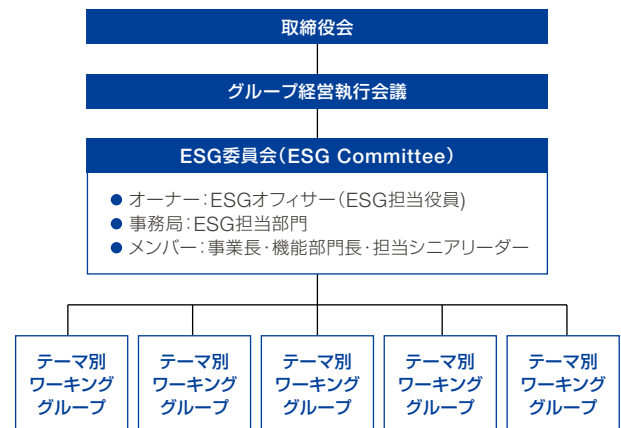 取締役会
グループ経営執行会議
ESG委員会(ESG Committee)
● オーナー:ESGオフィサー(ESG担当役員)
● 事務局:ESG担当部門
● メンバー:事業長・機能部門長・担当シニアリーダー
テーマ別
ワーキング
グループ
テーマ別
ワーキング
グループ
テーマ別
ワーキング
グループ
テーマ別
ワーキング
グループ
テーマ別
ワーキング
グループ